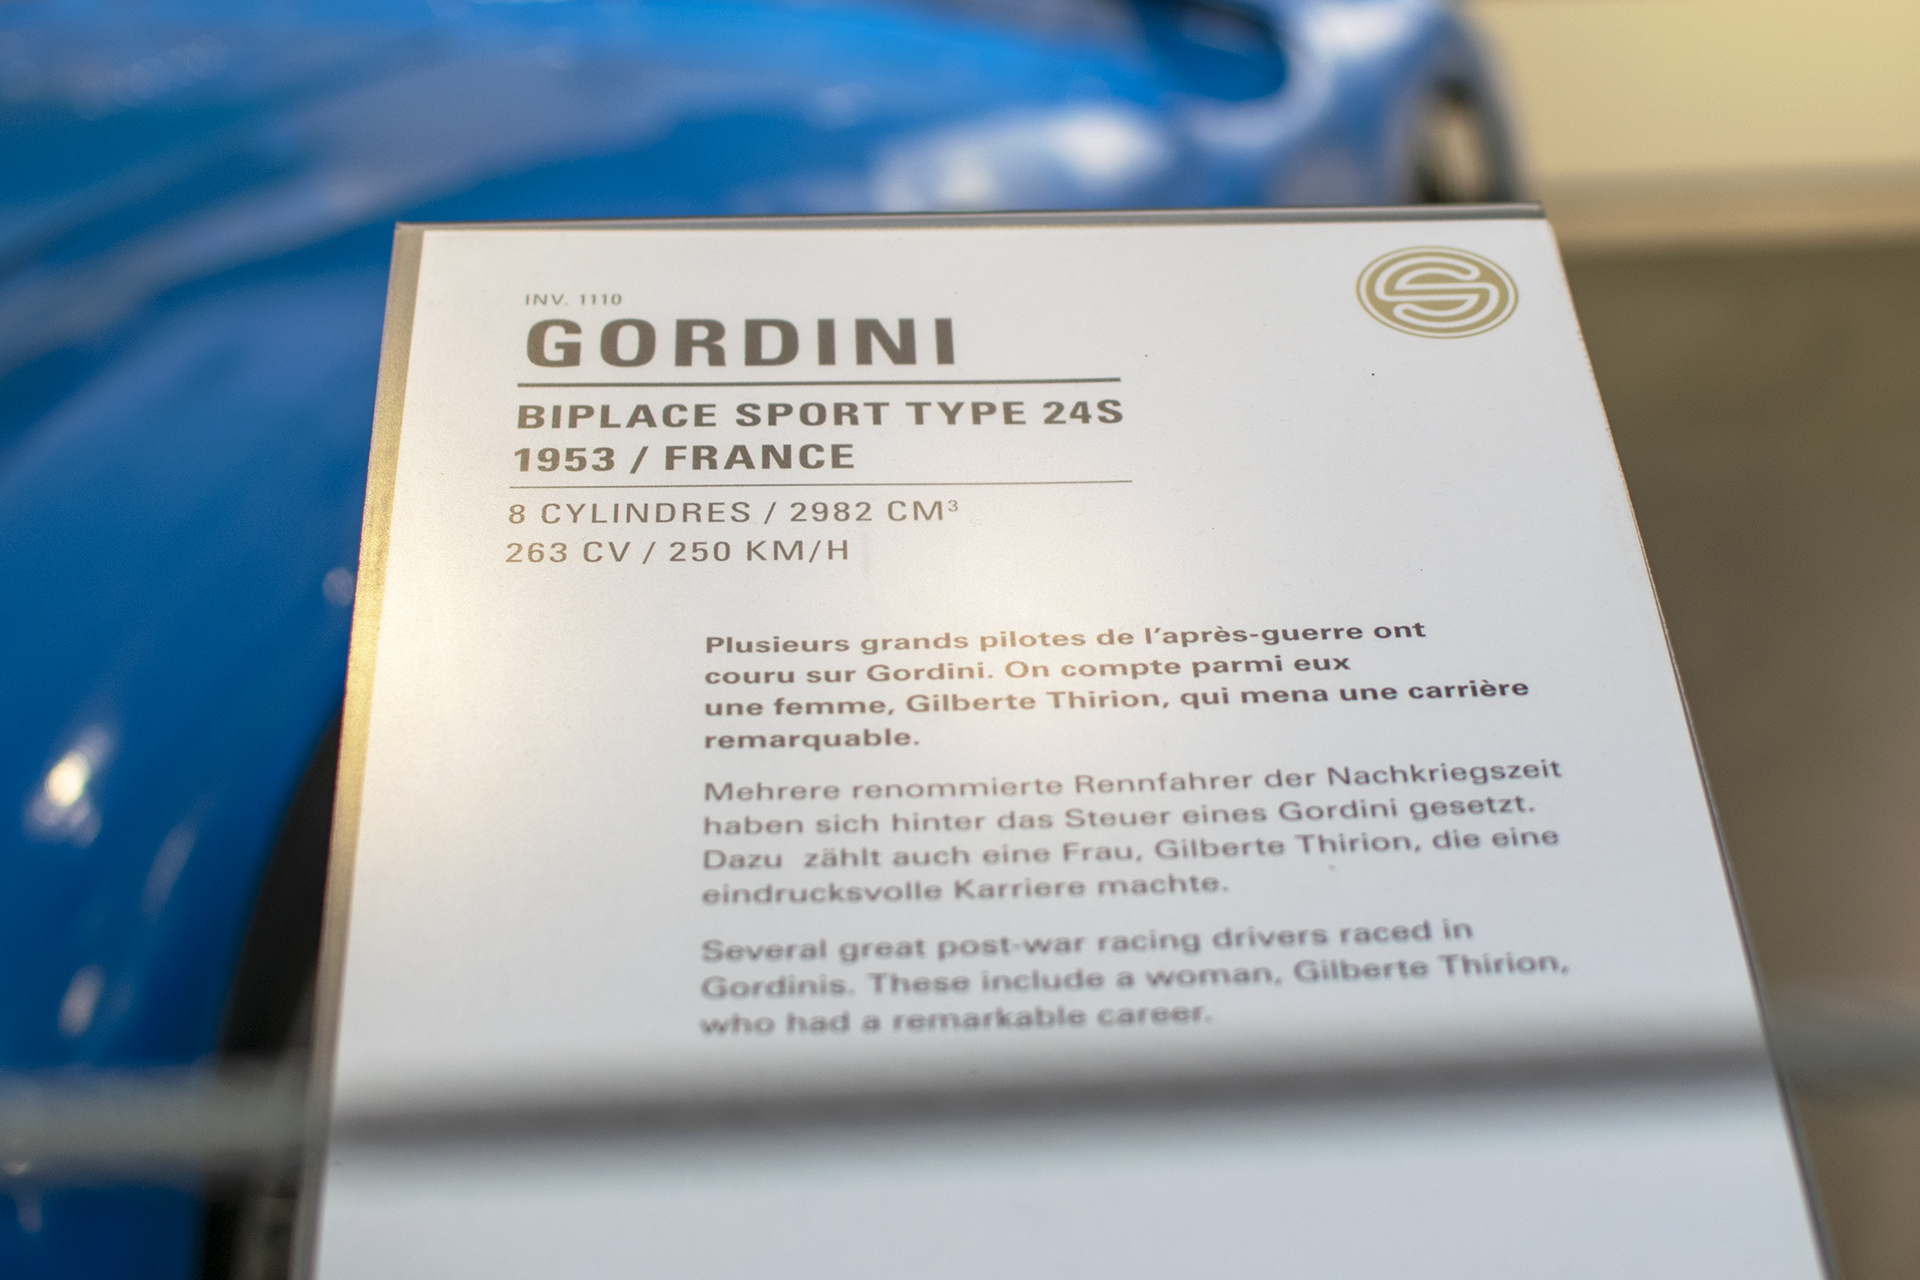 INV. 1110
GORDINI
BIPLACE SPORT TYPE 24S
1953 / FRANCE
8 CYLINDRES / 2982 CM³
263 CV / 250 KM/H
Plusieurs grands pilotes de l'après-guerre ont
couru sur Gordini. On compte parmi eux
une femme, Gilberte Thirion, qui mena une carrière
remarquable.
Mehrere renommierte Rennfahrer der Nachkriegszeit
haben sich hinter das Steuer eines Gordini gesetzt.
Dazu  zählt auch eine Frau, Gilberte Thirion, die eine
eindrucksvolle Karriere machte.
Several great post-war racing drivers raced in
Gordinis. These include a woman, Gilberte Thirion,
who had a remarkable career.